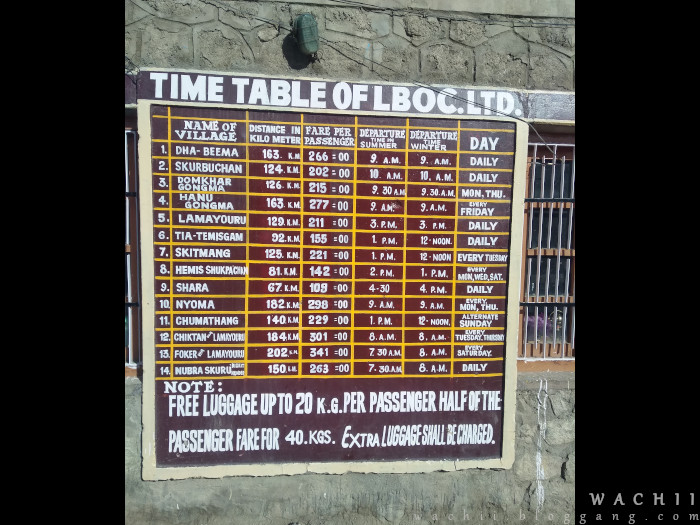 TIME TABLE OF LBOC.LTD.
NAME OF VILLAGE DISTANCE IN KILO METER FARE PER PASSENGER DEPARTURE TIME IN SUMMER DEPARTURE TIME WINTER DAY
1. DHA-BEEMA 163. K.M 266=00 9. A.M. 9. A.M. DAILY
2. SKURBUCHAN 124. K.M 202=00 10. A.M. 10. A.M. DAILY
3. DOMKHAR GONGMA 126. K.M 215=00 9.30 A.M 9.30.A.M MON, THU.
4. HANU GONGMA 163. K.M 277=00 9. A.M. 9. A.M. EVERY FRIDAY
5. LAMAYOURU 129. K.M 211=00 3. P.M. 3. P.M. DAILY
6. TIA-TEMISGAM 92. K.M 155=00 1. P.M. 12-NOON DAILY
7. SKITMANG 125. K.M 221=00 1. P.M. 12-NOON EVERY TUESDAY
8. HEMIS SHUKPACHAN 81. K.M 142=00 2. P.M. 1. P.M. EVERY MON,WED,SAT.
9. SHARA 67. K.M 109=00 4-30 4. P.M. DAILY
10. NYOMA 182 K.M. 298=00 9. A.M. 9. A.M. EVERY MON, THU.
11. CHUMATHANG 140 K.M 229=00 1. P.M. 12-NOON. ALTERNATE SUNDAY
12. CHIKTAN LAMAYOURU 184 K.M 301=00 8. A.M. 8. A.M. EVERY TUESDAY, THURSDAY
13. FOKER LAMAYOURU 202 K.M. 341=00 7.30 A.M. 8. A.M. EVERY SATURDAY.
14. NUBRA SKURU 150 K.M. 263=00 7.30 A.M 8. A.M. DAILY
NOTE:
FREE LUGGAGE UPTO 20 K.G. PER PASSENGER HALF OF THE
PASSENGER FARE FOR 40 KGS. EXTRA LUGGAGE SHALL BE CHARGED.
WACHII
wachii.bloggang.com